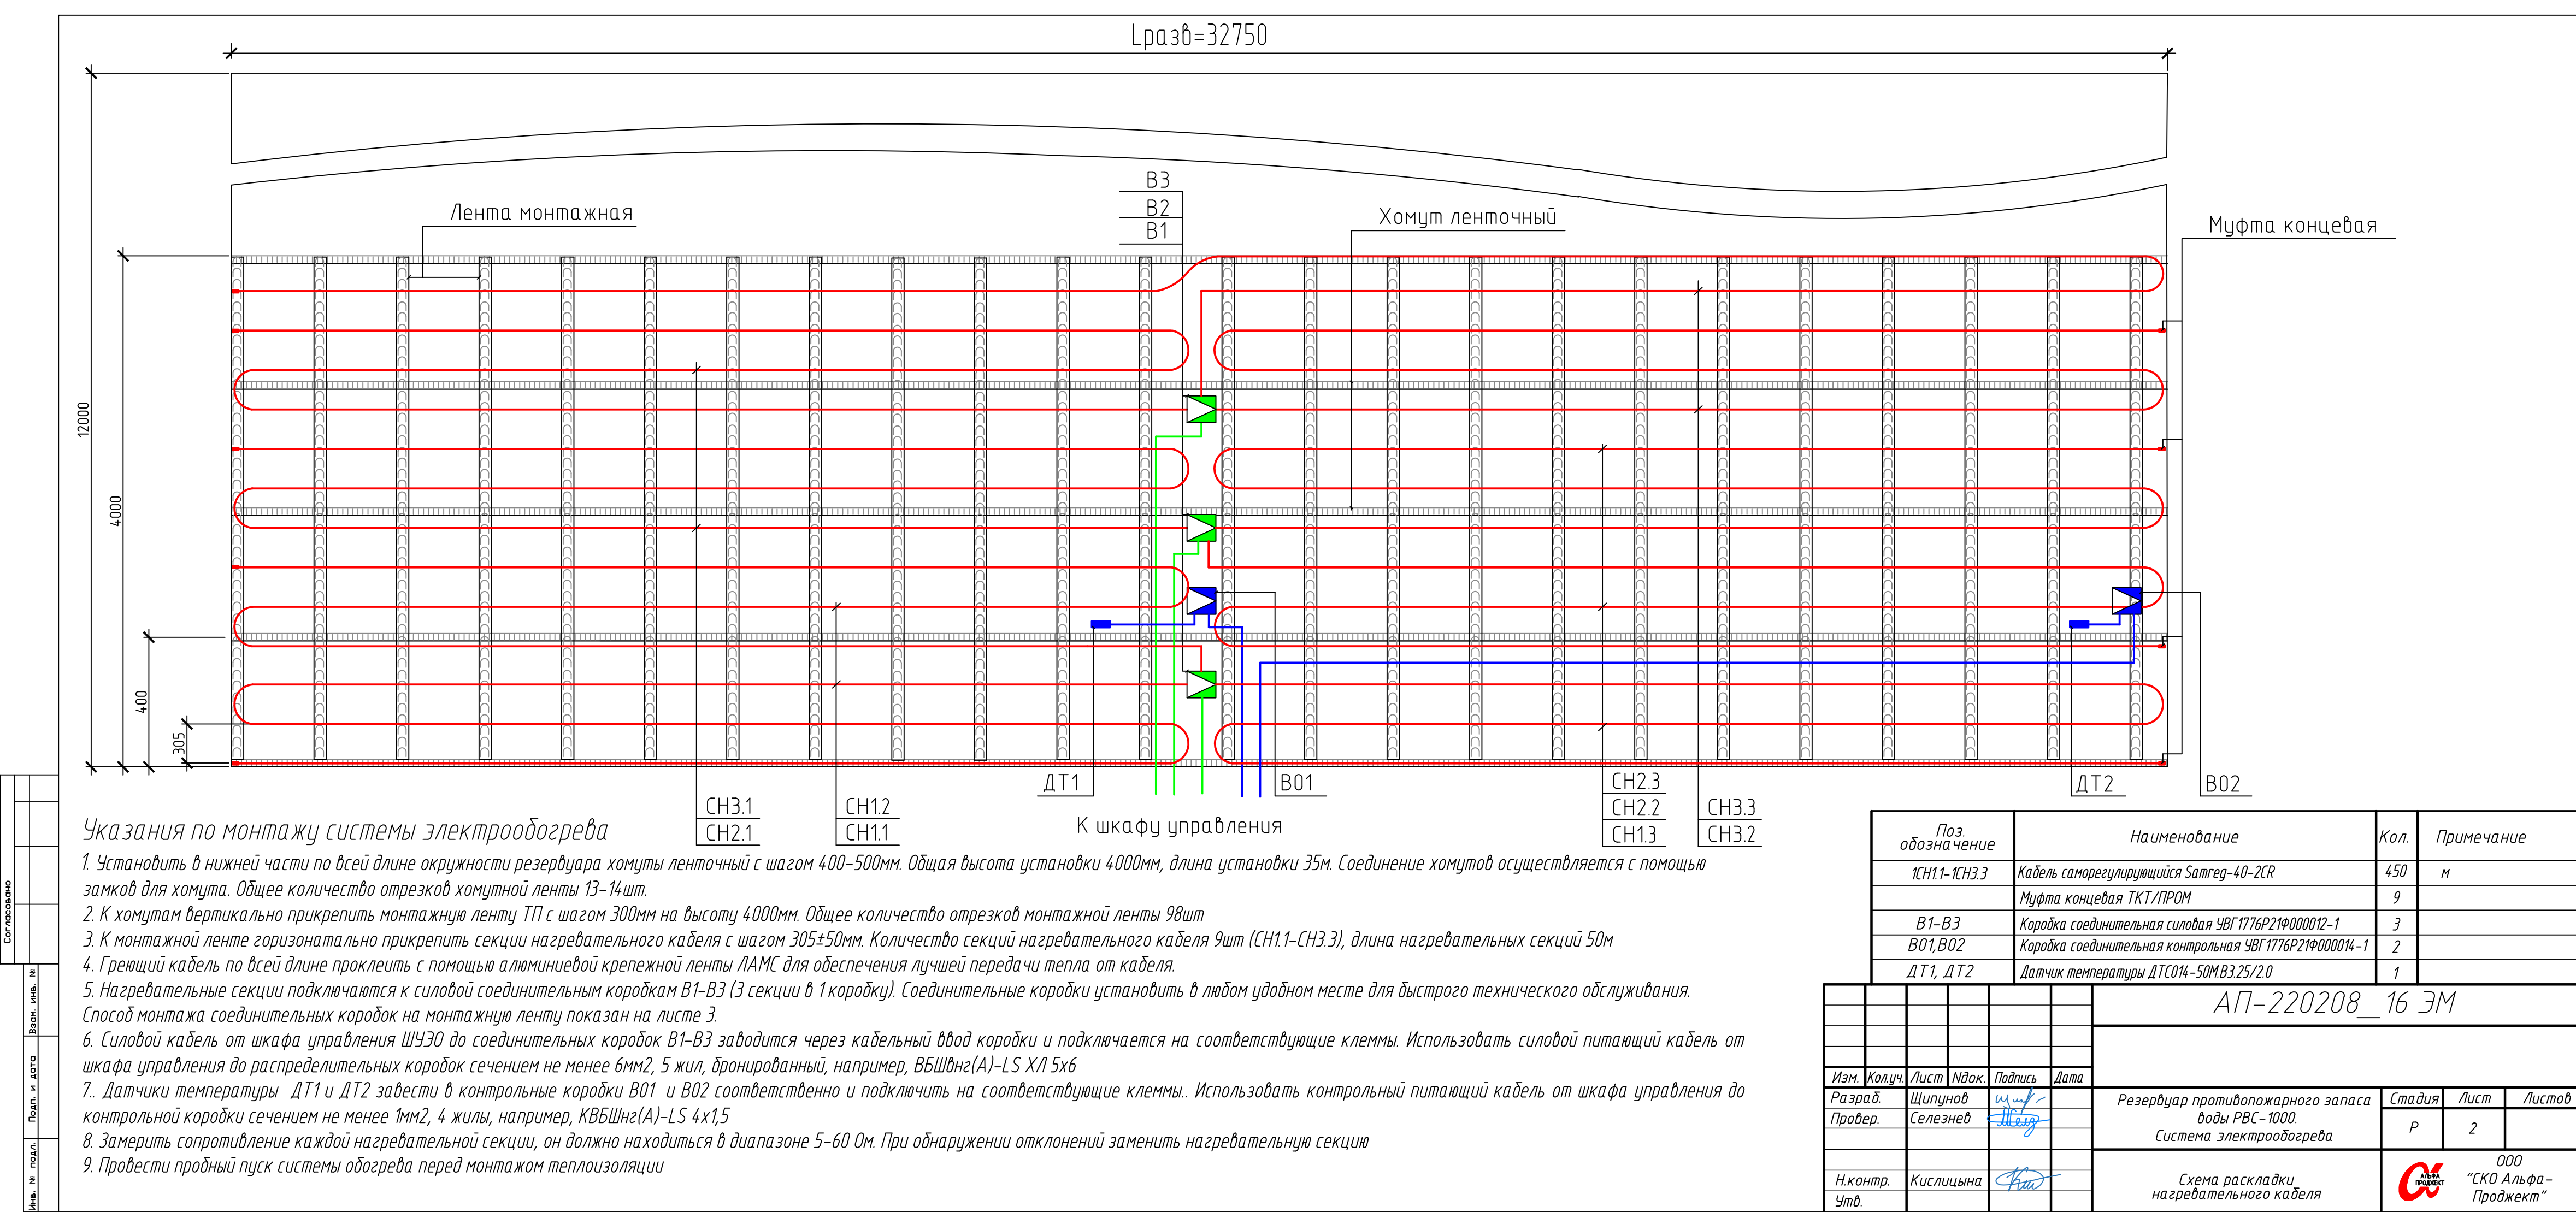 Lразв=32750
В3
В2
В1
Лента монтажная
Хомут ленточный
Муфта концевая
12000
4000
400
305
ДТ1
В01
ДТ2
В02
СН3.1
СН2.1
СН1.2
СН1.1
К шкафу управления
СН2.3
СН2.2
СН1.3
СН3.3
СН3.2
Указания по монтажу системы электрообогрева
1. Установить в нижней части по всей длине окружности резервуара хомуты ленточный с шагом 400-500мм. Общая высота установки 4000мм, длина установки 35м. Соединение хомутов осуществляется с помощью
замков для хомута. Общее количество отрезков хомутной ленты 13-14шт.
2. К хомутам вертикально прикрепить монтажную ленту ТП с шагом 300мм на высоту 4000мм. Общее количество отрезков монтажной ленты 98шт
3. К монтажной ленте горизонатально прикрепить секции нагревательного кабеля с шагом 305±50мм. Количество секций нагревательного кабеля 9шт (СН1.1-СН3.3), длина нагревательных секций 50м
4. Греющий кабель по всей длине проклеить с помощью алюминиевой крепежной ленты ЛАМС для обеспечения лучшей передачи тепла от кабеля.
5. Нагревательные секции подключаются к силовой соединительным коробкам В1-В3 (3 секции в 1 коробку). Соединительные коробки установить в любом удобном месте для быстрого технического обслуживания.
Способ монтажа соединительных коробок на монтажную ленту показан на листе 3.
6. Силовой кабель от шкафа управления ШУЭО до соединительных коробок В1-В3 заводится через кабельный ввод коробки и подключается на соответствующие клеммы. Использовать силовой питающий кабель от
шкафа управления до распределительных коробок сечением не менее 6мм2, 5 жил, бронированный, например, ВБШвнг(А)-LS ХЛ 5х6
7.. Датчики температуры ДТ1 и ДТ2 завести в контрольные коробки В01 и В02 соответственно и подключить на соответствующие клеммы.. Использовать контрольный питающий кабель от шкафа управления до
контрольной коробки сечением не менее 1мм2, 4 жилы, например, КВБШнг(А)-LS 4х1,5
8. Замерить сопротивление каждой нагревательной секции, он должно находиться в диапазоне 5-60 Ом. При обнаружении отклонений заменить нагревательную секцию
9. Провести пробный пуск системы обогрева перед монтажом теплоизоляции
Поз. обозначение Наименование Кол. Примечание
1СН1.1-1СН3.3 Кабель саморегулирующийся Samreg-40-2CR 450 м
Муфта концевая ТКТ/ПРОМ 9
В1-В3 Коробка соединительная силовая УВГ1776Р21Ф000012-1 3
В01,В02 Коробка соединительная контрольная УВГ1776Р21Ф000014-1 2
ДТ1, ДТ2 Датчик температуры ДТС014-50М.В3.25/2.0 1
АП-220208_16 ЭМ
Изм. Кол.уч. Лист Nдок. Подпись Дата
Разраб. Щипунов
Провер. Селезнев
Н.контр. Кислицына
Утв.
Резервуар противопожарного запаса
воды РВС-1000.
Система электрообогрева
Стадия Лист Листов
Р 2
Схема раскладки
нагревательного кабеля
АЛЬФА
ПРОДЖЕКТ
ООО
"СКО Альфа-
Проджект"
Согласовано
Взам. инв. №
Подп. и дата
Инв. № подл.